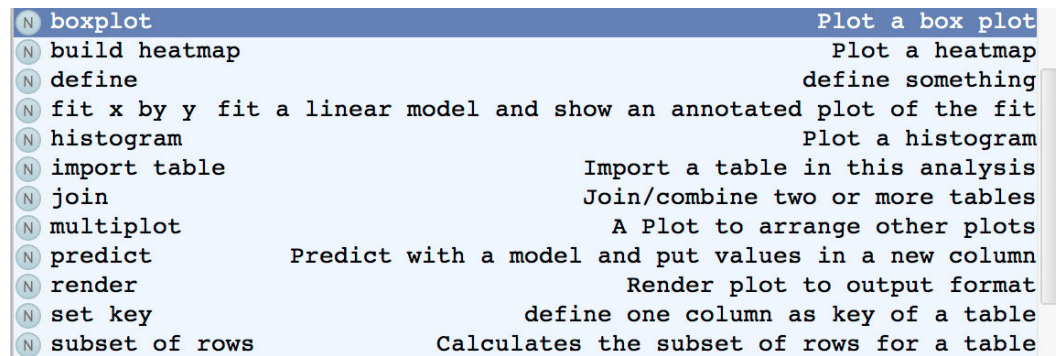 N boxplot Plot a box plot
N build heatmap Plot a heatmap
N define define something
N fit x by y fit a linear model and show an annotated plot of the fit
N histogram Plot a histogram
N import table Import a table in this analysis
N join Join/combine two or more tables
N multiplot A Plot to arrange other plots
N predict Predict with a model and put values in a new column
N render Render plot to output format
N set key define one column as key of a table
N subset of rows Calculates the subset of rows for a table